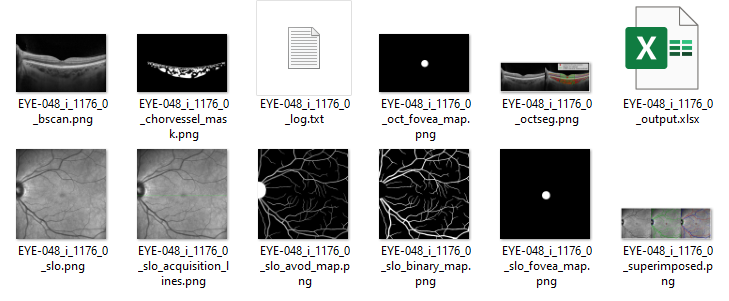 EYE-048_i_1176_0 EYE-048_i_1176_0 EYE-048_i_1176_0 EYE-048_i_1176_0 EYE-048_i_1176_0 EYE-048_i_1176_0
_bscan.png _chorvessel_mas _log.txt _oct_fovea_map. _octseg.png _output.xlsx
k.png png
EYE-048_i_1176_0 EYE-048_i_1176_0 EYE-048_i_1176_0 EYE-048_i_1176_0 EYE-048_i_1176_0 EYE-048_i_1176_0
_slo.png _slo_acquisition_l _slo_avod_map.p _slo_binary_map. _slo_fovea_map. _superimposed.p
ines.png ng png png ng